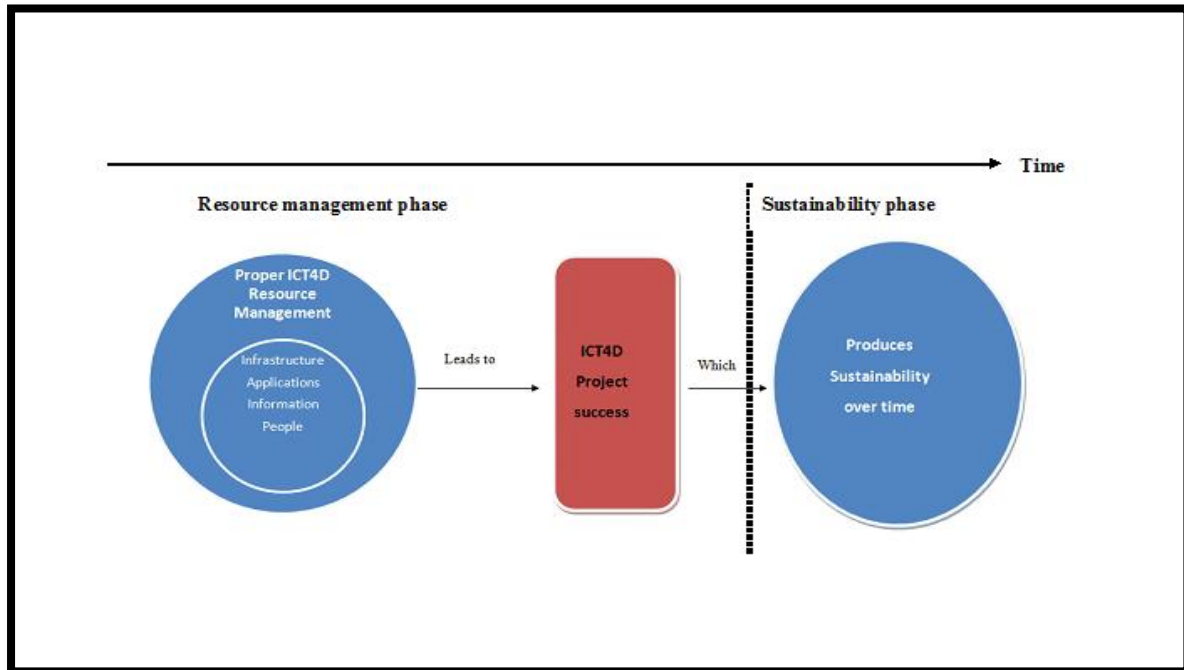 Time
Resource management phase
Sustainability phase
Proper ICT4D
Resource
Management
Infrastructure
Applications
Information
People
Leads to
ICT4D
Project
success
Which
Produces
Sustainability
over time